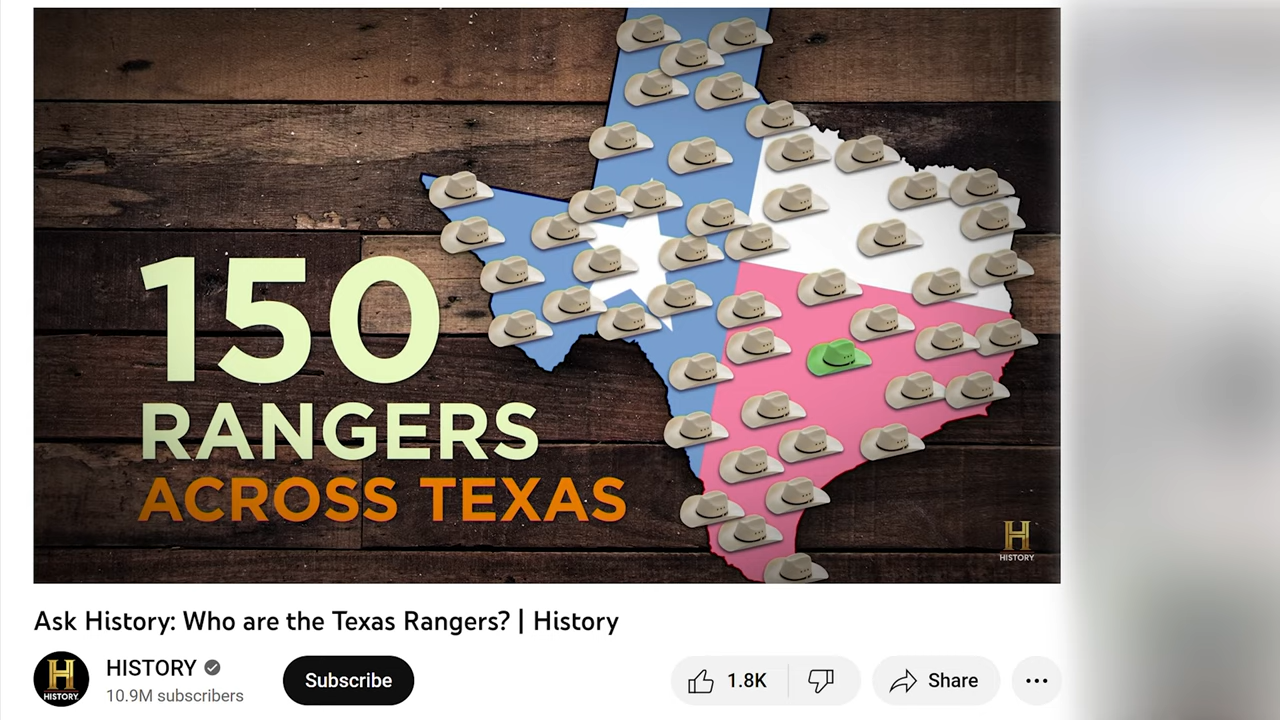 150
RANGERS
ACROSS TEXAS
H
HISTORY
Ask History: Who are the Texas Rangers? | History
H
HISTORY
HISTORY
10.9M subscribers
Subscribe
1.8K
Share